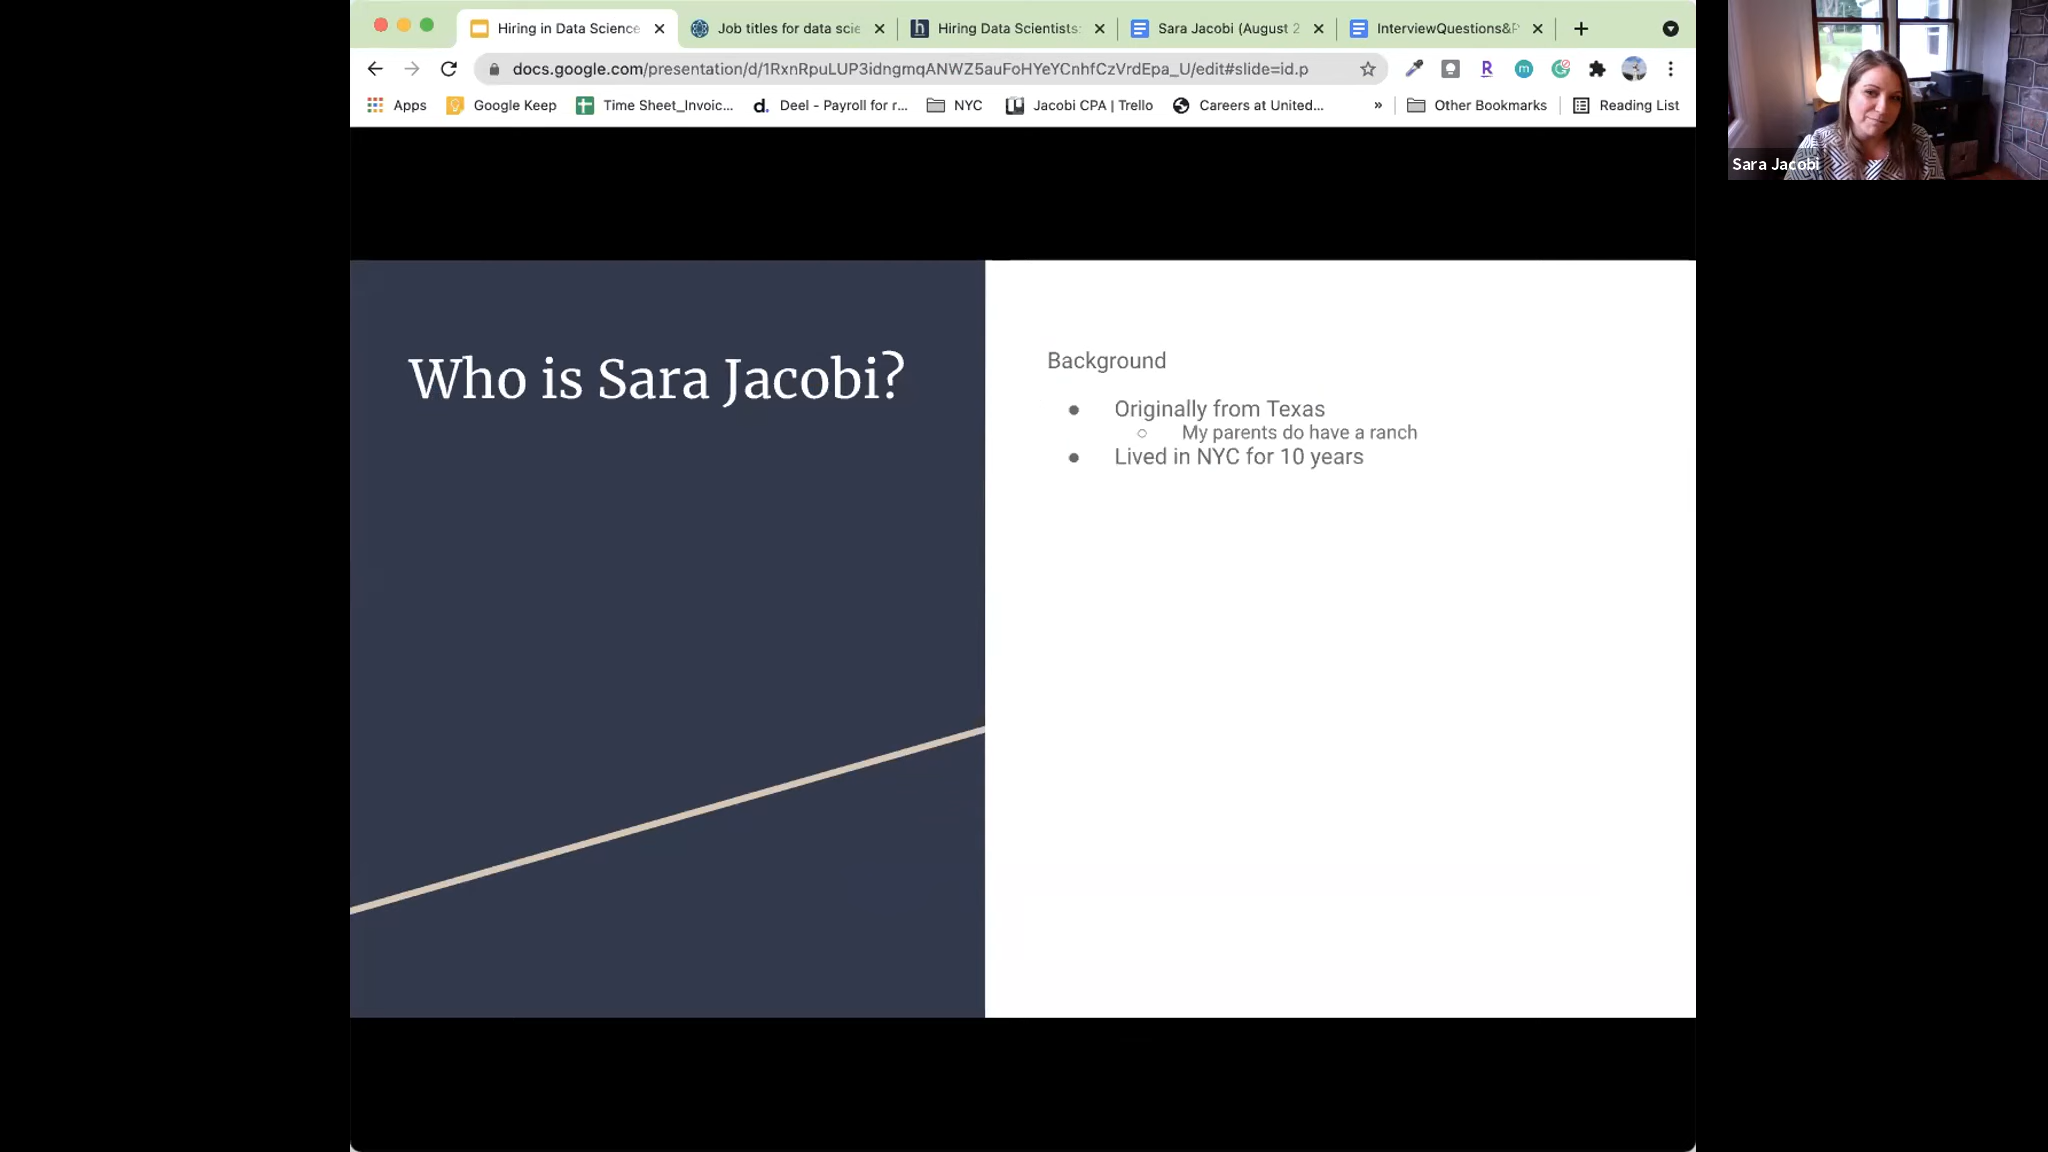 Hiring in Data Science
Job titles for data scie
Hiring Data Scientists:
Sara Jacobi (August 2
InterviewQuestions&P
docs.google.com/presentation/d/1RxnRpuLUP3idngmqANWZ5auFoHYeYCnhfCzVrdEpa_U/edit#slide=id.p
Apps
Google Keep
Time Sheet_Invoic...
d. Deel - Payroll for r...
NYC
Jacobi CPA | Trello
Careers at United...
»
Other Bookmarks
Reading List
Sara Jacobi
Who is Sara Jacobi?
Background
● Originally from Texas
○ My parents do have a ranch
● Lived in NYC for 10 years